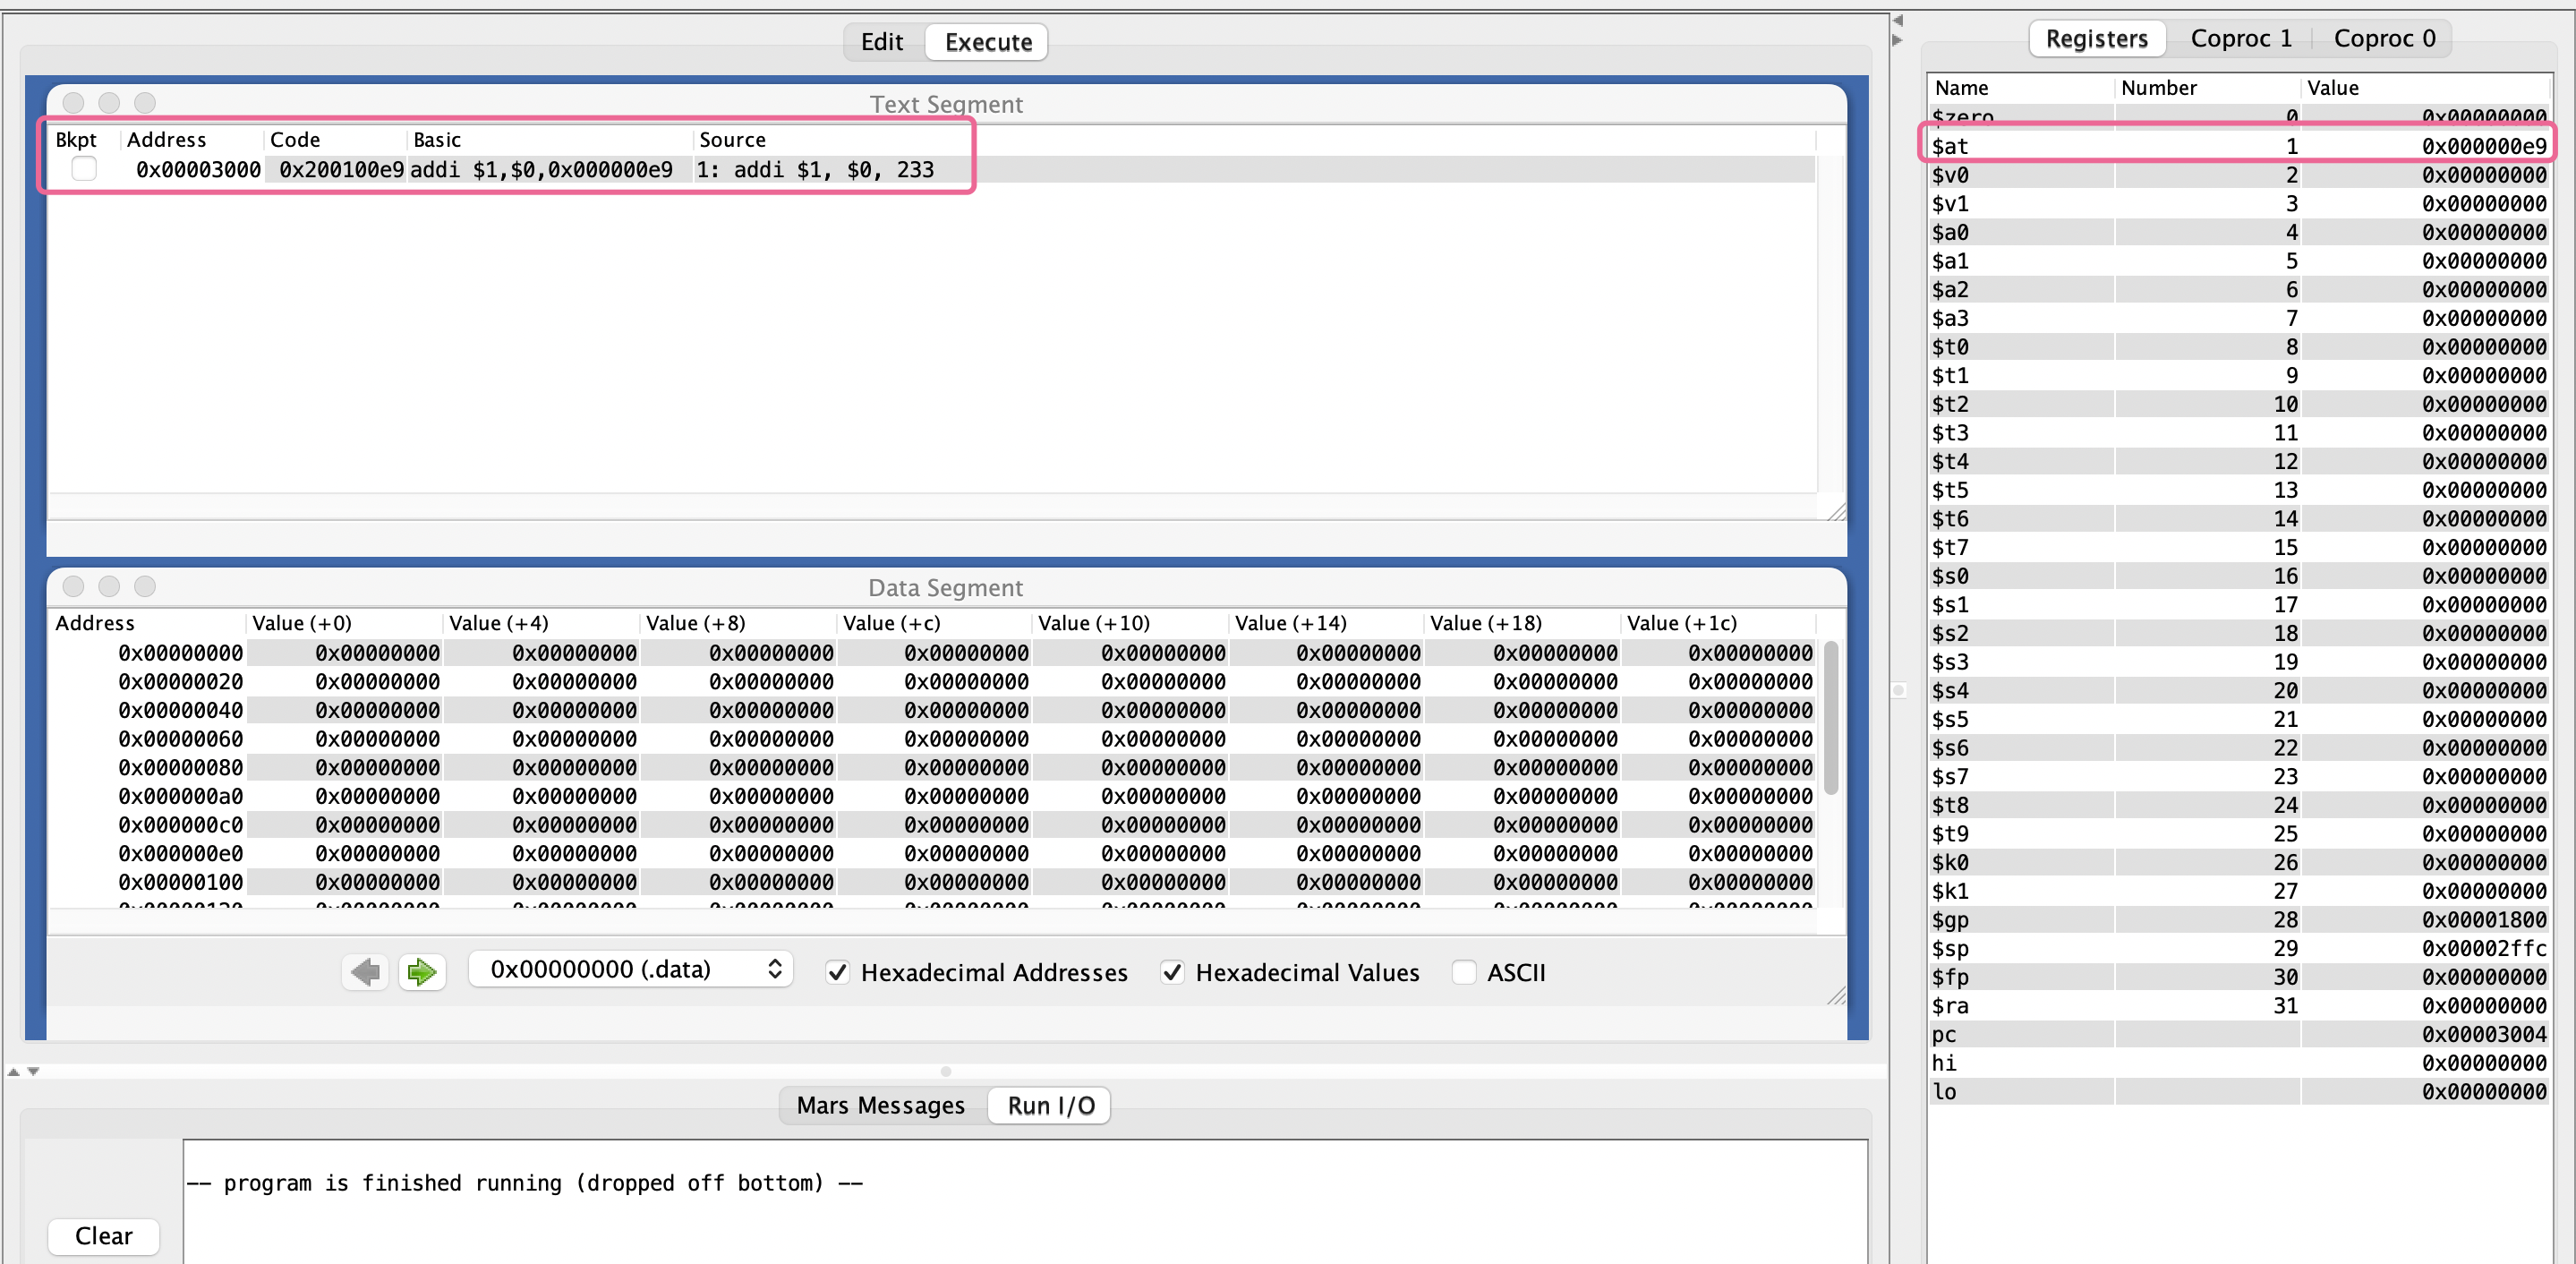 Edit Execute
Text Segment
Bkpt Address Code Basic Source
0x00003000 0x200100e9 addi $1,$0,0x000000e9 1: addi $1, $0, 233
Data Segment
Address Value (+0) Value (+4) Value (+8) Value (+c) Value (+10) Value (+14) Value (+18) Value (+1c)
0x00000000 0x00000000 0x00000000 0x00000000 0x00000000 0x00000000 0x00000000 0x00000000 0x00000000
0x00000020 0x00000000 0x00000000 0x00000000 0x00000000 0x00000000 0x00000000 0x00000000 0x00000000
0x00000040 0x00000000 0x00000000 0x00000000 0x00000000 0x00000000 0x00000000 0x00000000 0x00000000
0x00000060 0x00000000 0x00000000 0x00000000 0x00000000 0x00000000 0x00000000 0x00000000 0x00000000
0x00000080 0x00000000 0x00000000 0x00000000 0x00000000 0x00000000 0x00000000 0x00000000 0x00000000
0x000000a0 0x00000000 0x00000000 0x00000000 0x00000000 0x00000000 0x00000000 0x00000000 0x00000000
0x000000c0 0x00000000 0x00000000 0x00000000 0x00000000 0x00000000 0x00000000 0x00000000 0x00000000
0x000000e0 0x00000000 0x00000000 0x00000000 0x00000000 0x00000000 0x00000000 0x00000000 0x00000000
0x00000100 0x00000000 0x00000000 0x00000000 0x00000000 0x00000000 0x00000000 0x00000000 0x00000000
0x00000000 (.data) Hexadecimal Addresses Hexadecimal Values ASCII
Mars Messages Run I/O
-- program is finished running (dropped off bottom) --
Clear
Registers Coproc 1 Coproc 0
Name Number Value
$zero 0 0x00000000
$at 1 0x000000e9
$v0 2 0x00000000
$v1 3 0x00000000
$a0 4 0x00000000
$a1 5 0x00000000
$a2 6 0x00000000
$a3 7 0x00000000
$t0 8 0x00000000
$t1 9 0x00000000
$t2 10 0x00000000
$t3 11 0x00000000
$t4 12 0x00000000
$t5 13 0x00000000
$t6 14 0x00000000
$t7 15 0x00000000
$s0 16 0x00000000
$s1 17 0x00000000
$s2 18 0x00000000
$s3 19 0x00000000
$s4 20 0x00000000
$s5 21 0x00000000
$s6 22 0x00000000
$s7 23 0x00000000
$t8 24 0x00000000
$t9 25 0x00000000
$k0 26 0x00000000
$k1 27 0x00000000
$gp 28 0x00001800
$sp 29 0x00002ffc
$fp 30 0x00000000
$ra 31 0x00000000
pc 0x00003004
hi 0x00000000
lo 0x00000000